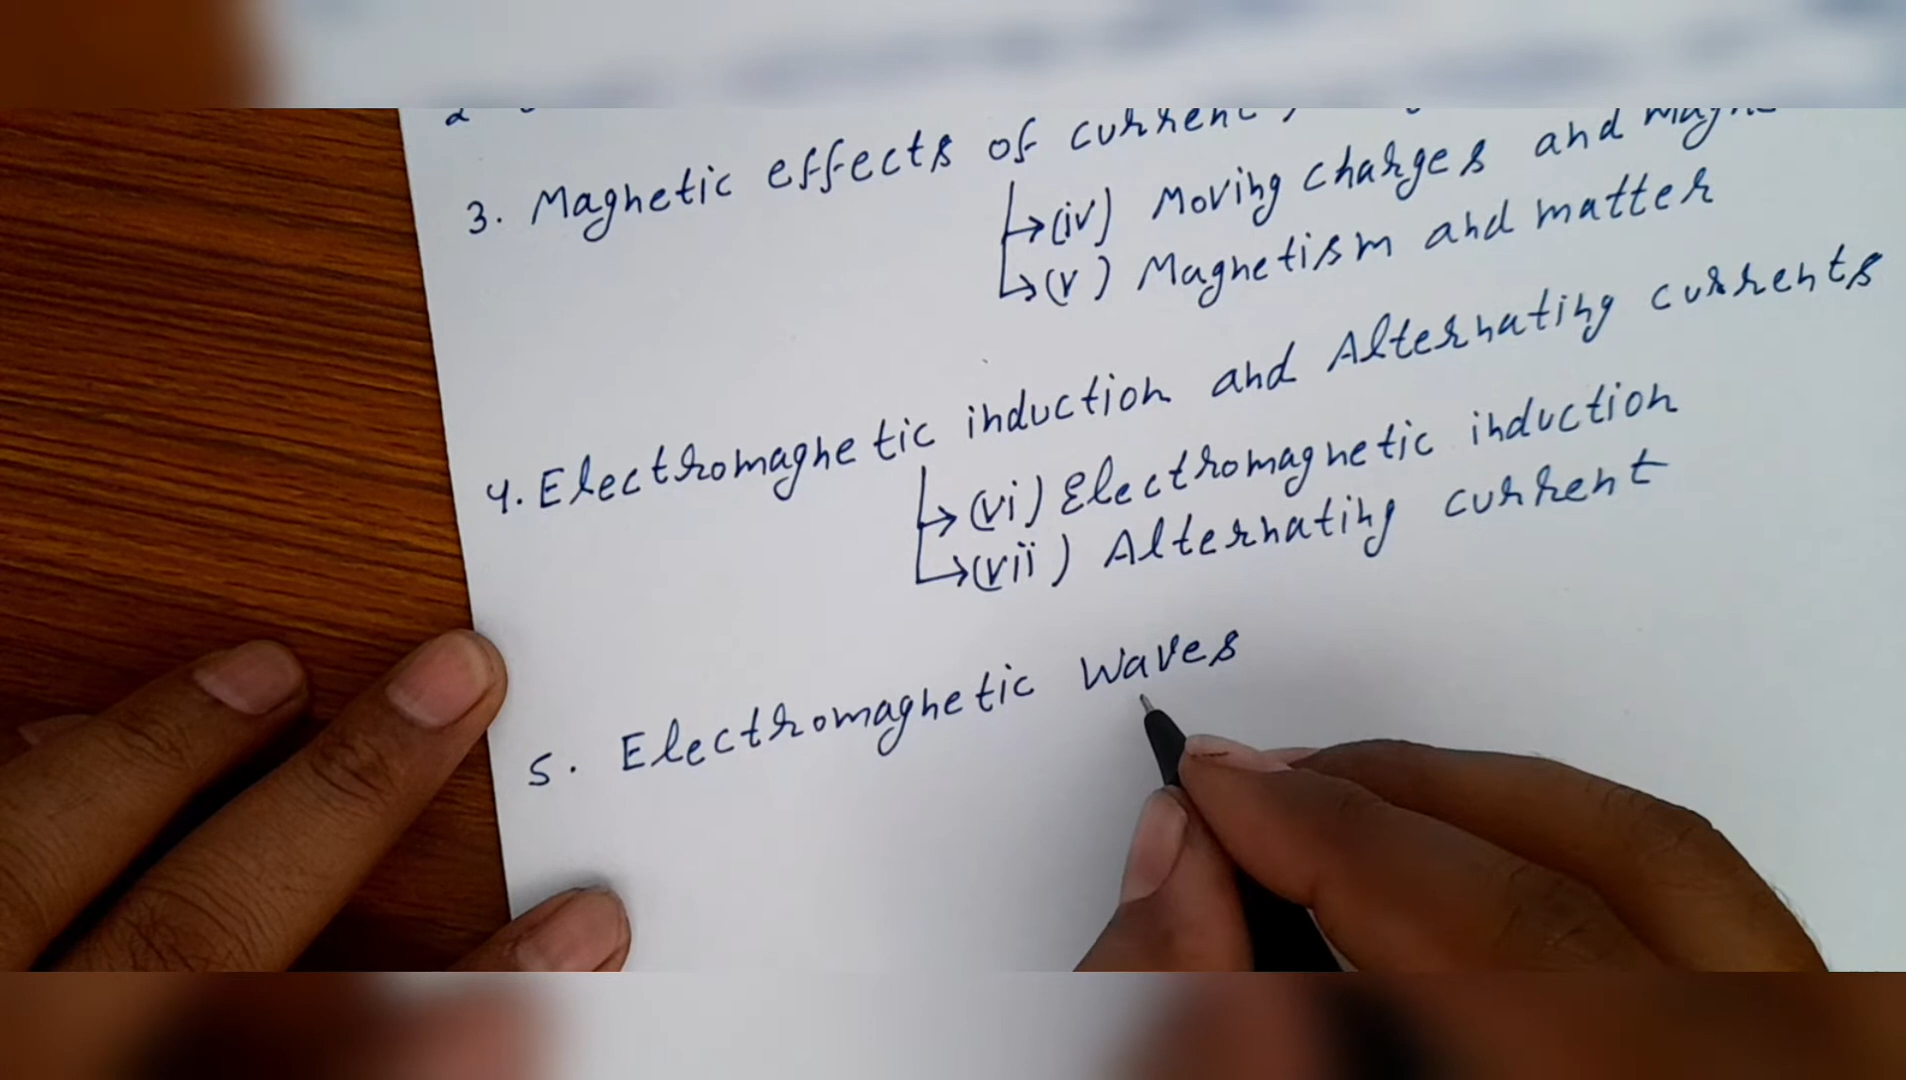 3. Magnetic effects of current
(iv) Moving charges and
(v) Magnetism and matter
4. Electromagnetic induction and Alternating currents
(vi) Electromagnetic induction
(vii) Alternating current
5. Electromagnetic Waves